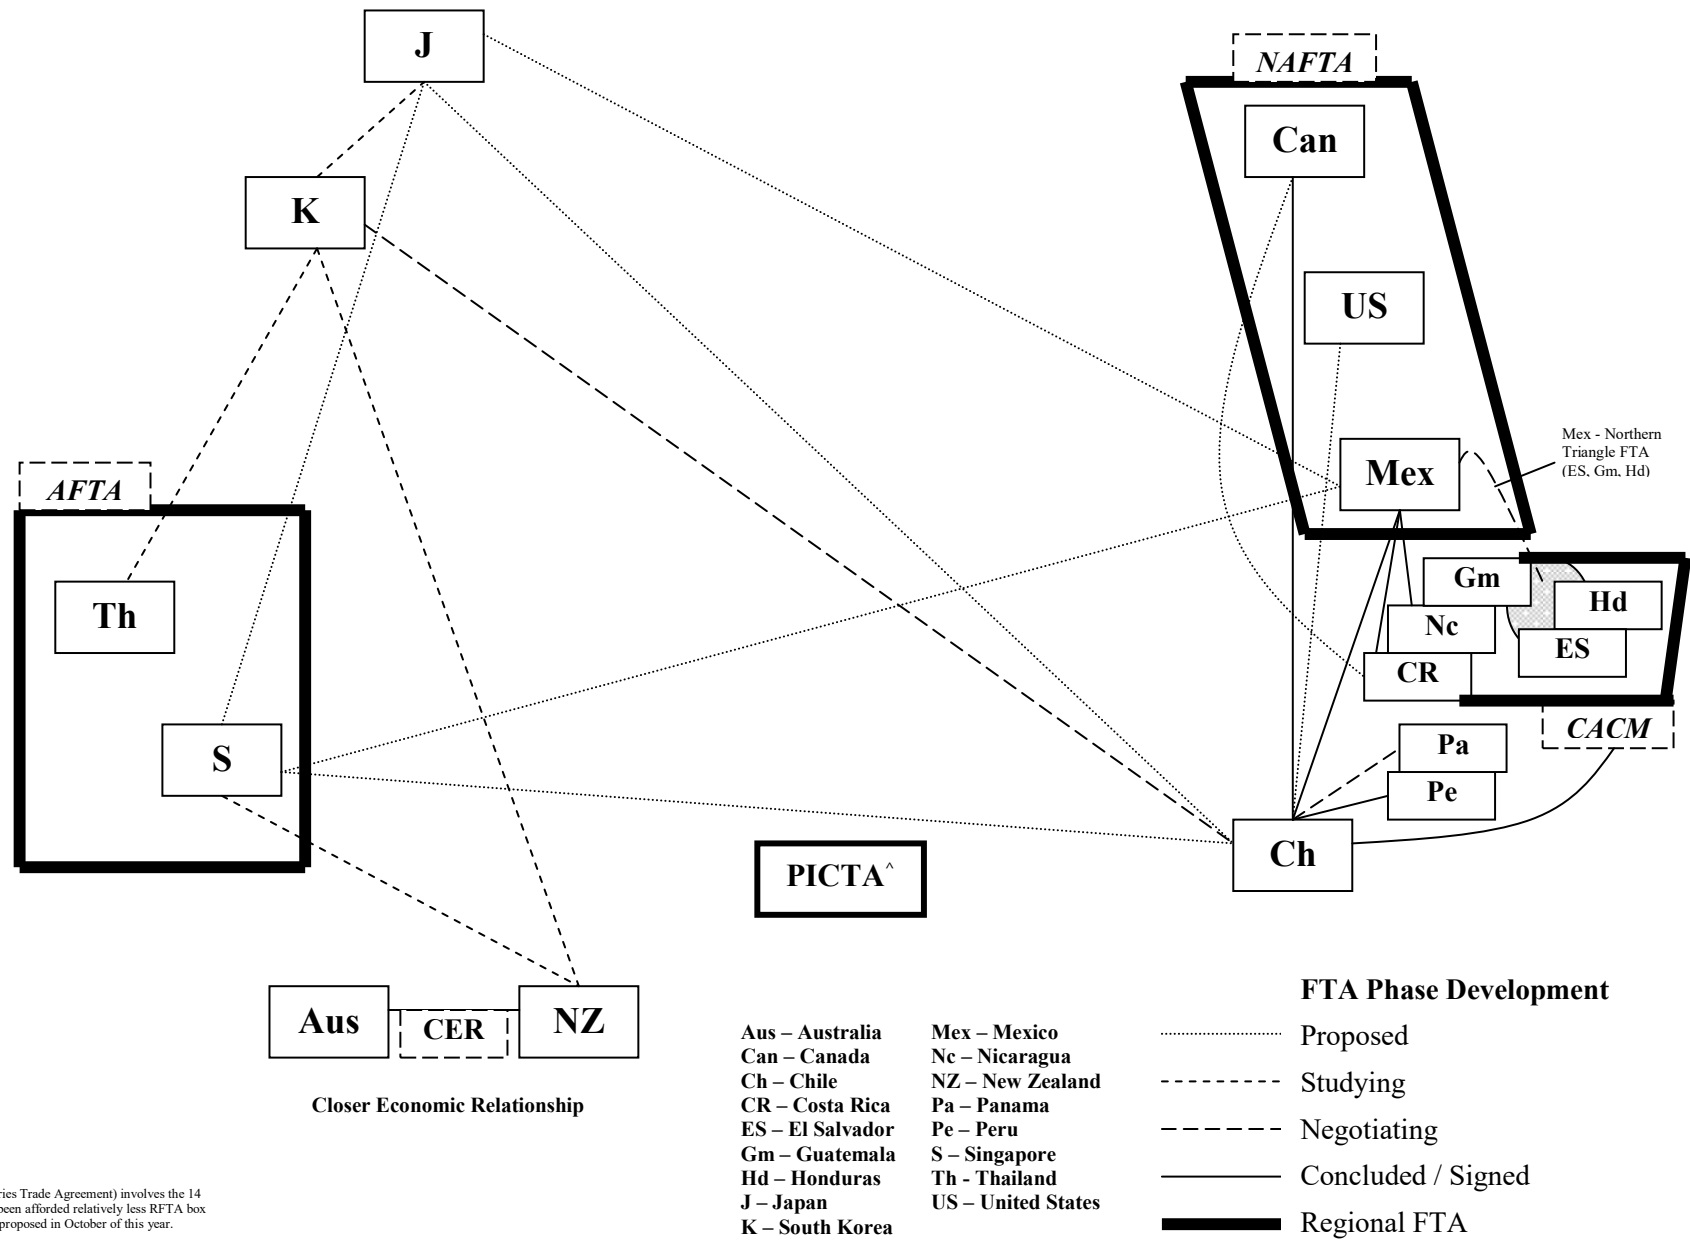 J
NAFTA
Can
K
US
Mex - Northern
Triangle FTA
(ES, Gm, Hd)
Mex
AFTA
Gm
Hd
Th
Nc
ES
CR
S
Pa
CACM
Pe
Ch
PICTA^
Aus
CER
NZ
Closer Economic Relationship
Aus – Australia
Can – Canada
Ch – Chile
CR – Costa Rica
ES – El Salvador
Gm – Guatemala
Hd – Honduras
J – Japan
K – South Korea
Mex – Mexico
Nc – Nicaragua
NZ – New Zealand
Pa – Panama
Pe – Peru
S – Singapore
Th - Thailand
US – United States
FTA Phase Development
Proposed
Studying
Negotiating
Concluded / Signed
Regional FTA
ries Trade Agreement) involves the 14
been afforded relatively less RFTA box
proposed in October of this year.